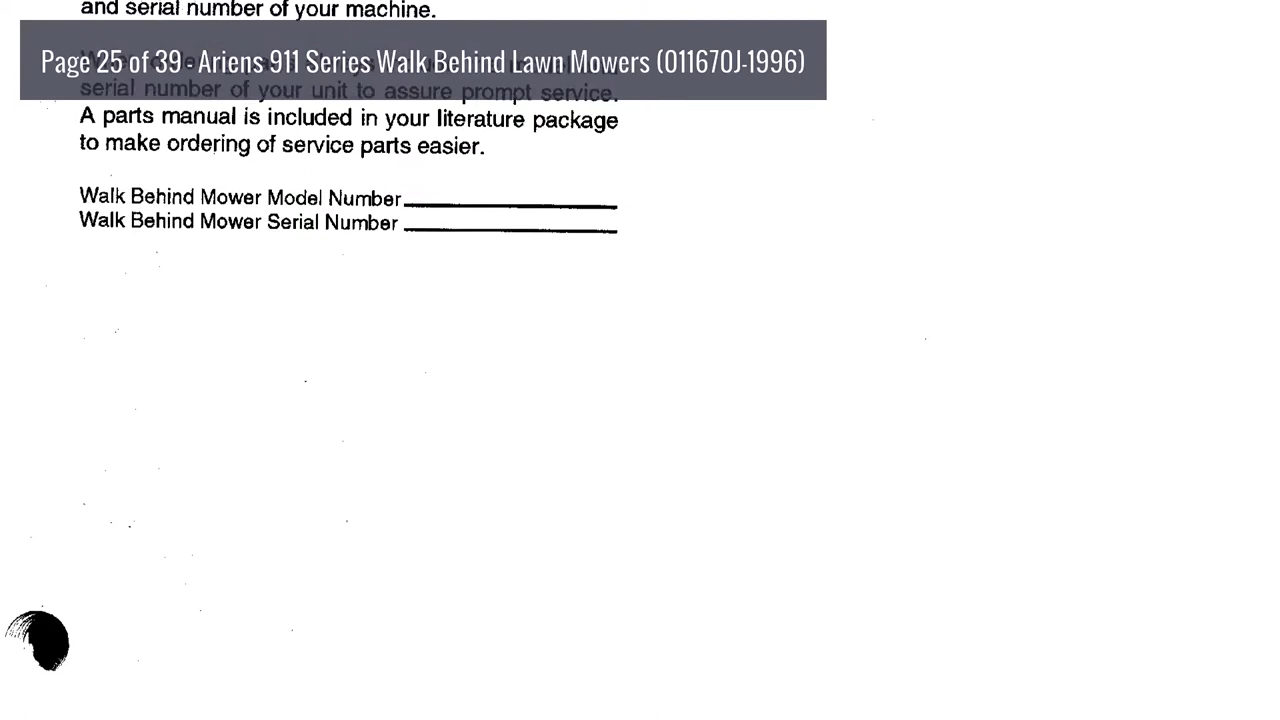 and serial number of your machine.
Page 25 of 39 - Ariens 911 Series Walk Behind Lawn Mowers (011670J-1996)
serial number of your unit to assure prompt service.
A parts manual is included in your literature package
to make ordering of service parts easier.
Walk Behind Mower Model Number
Walk Behind Mower Serial Number